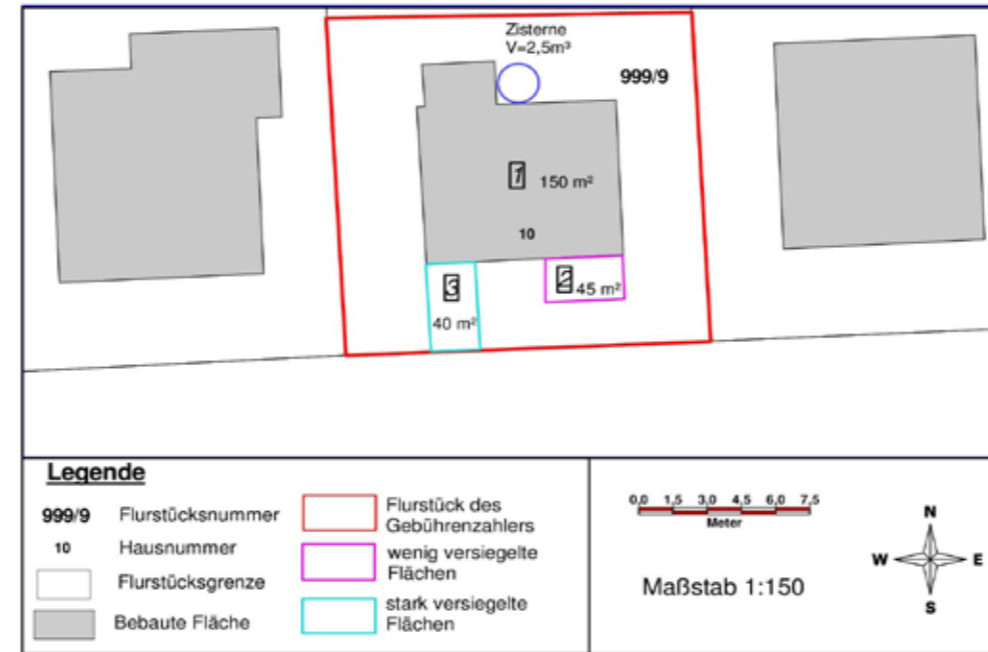 Zisterne
V=2,5m³
999/9
1
150 m²
10
3
2
45 m²
40 m²
Legende
999/9 Flurstücksnummer
10 Hausnummer
Flurstücksgrenze
Bebaute Fläche
Flurstück des
Gebührenzahlers
wenig versiegelte
Flächen
stark versiegelte
Flächen
0,0 1,5 3,0 4,5 6,0 7,5
Meter
Maßstab 1:150
N
W E
S